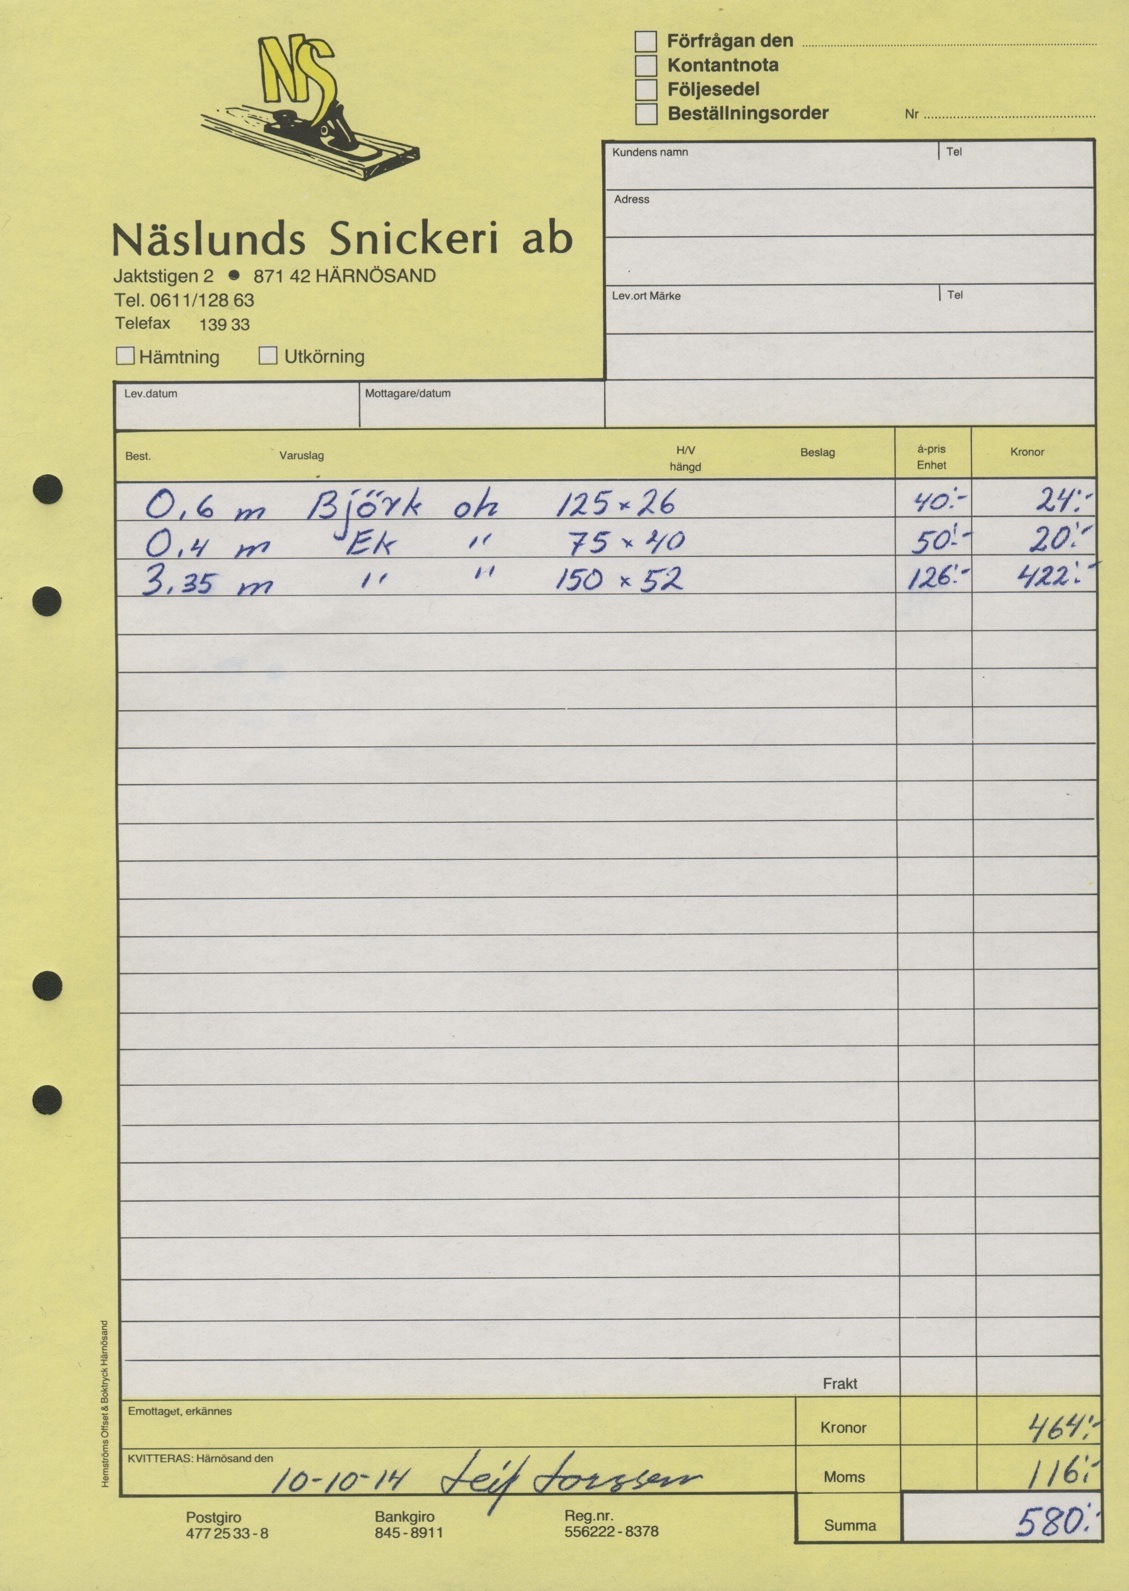 NS
Förfrågan den
Kontantnota
Följesedel
Beställningsorder Nr
Kundens namn Tel
Adress
Näslunds Snickeri ab
Jaktstigen 2 ● 871 42 HÄRNÖSAND
Tel. 0611/128 63
Telefax 139 33
Lev.ort Märke Tel
Hämtning Utkörning
Lev.datum Mottagare/datum
Best. Varuslag H/V hängd Beslag á-pris Enhet Kronor
0,6 m Björk oh 125 x 26 40:- 24:-
0,4 m Ek " 75 x 40 50:- 20:-
3,35 m " " 150 x 52 126:- 422:-
Frakt
Emottaget, erkännes
Kronor 464:-
KVITTERAS: Härnösand den 10-10-14 Leif
Moms 116:-
Summa 580:-
Postgiro Bankgiro Reg.nr.
477 25 33 - 8 845 - 8911 556222 - 8378
Hemströms Offset & Boktryck Härnösand